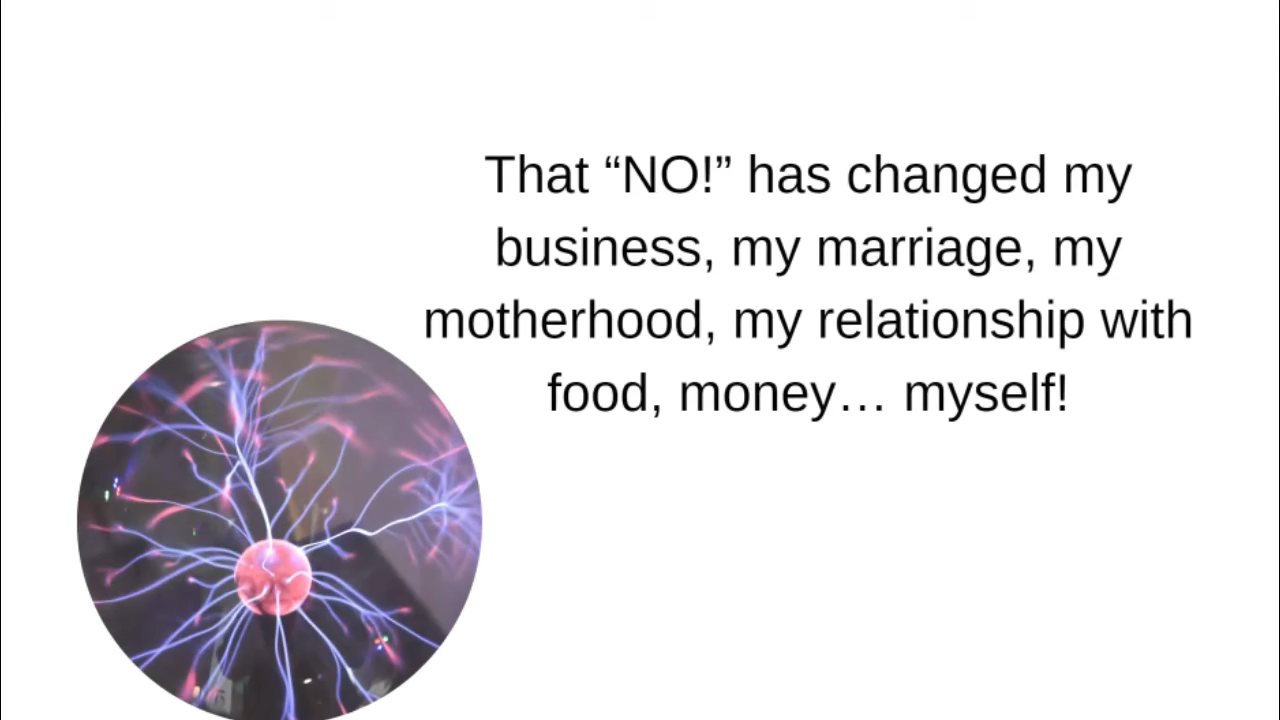 That “NO!” has changed my
business, my marriage, my
motherhood, my relationship with
food, money… myself!